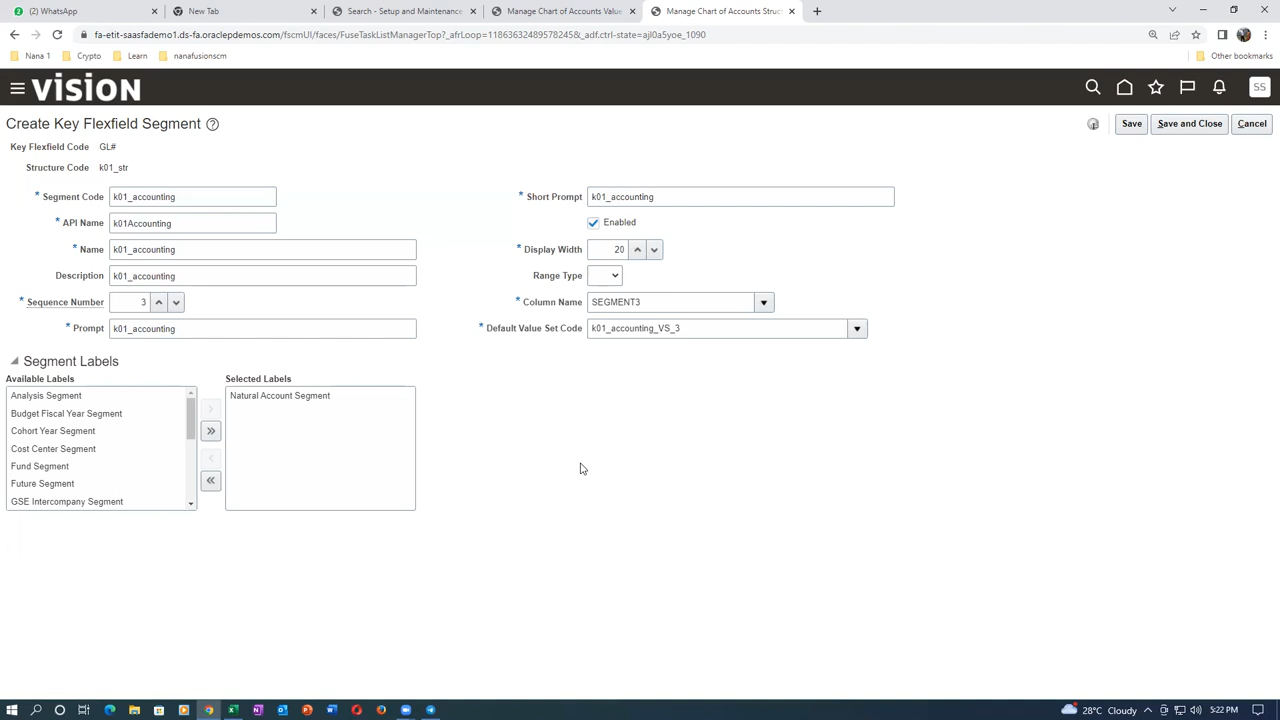 (2) WhatsApp
New Tab
Search - Setup and Maintenance
Manage Chart of Accounts Value
Manage Chart of Accounts Struc
fa-etit-saasfademo1.ds-fa.oraclepdemos.com/fscmUI/faces/FuseTaskListManagerTop?_afrLoop=11863632489578245&_adf.ctrl-state=ajl0a5yoe_1090
Nana 1
Crypto
Learn
nanafusionscm
Other bookmarks
VISION
SS
Create Key Flexfield Segment
Save
Save and Close
Cancel
Key Flexfield Code GL#
Structure Code k01_str
* Segment Code k01_accounting
* Short Prompt k01_accounting
* API Name k01Accounting
Enabled
* Name k01_accounting
* Display Width 20
Description k01_accounting
Range Type
* Sequence Number 3
* Column Name SEGMENT3
* Prompt k01_accounting
* Default Value Set Code k01_accounting_VS_3
Segment Labels
Available Labels
Selected Labels
Analysis Segment
Natural Account Segment
Budget Fiscal Year Segment
Cohort Year Segment
Cost Center Segment
Fund Segment
Future Segment
GSE Intercompany Segment
28°C Cloudy
5:22 PM